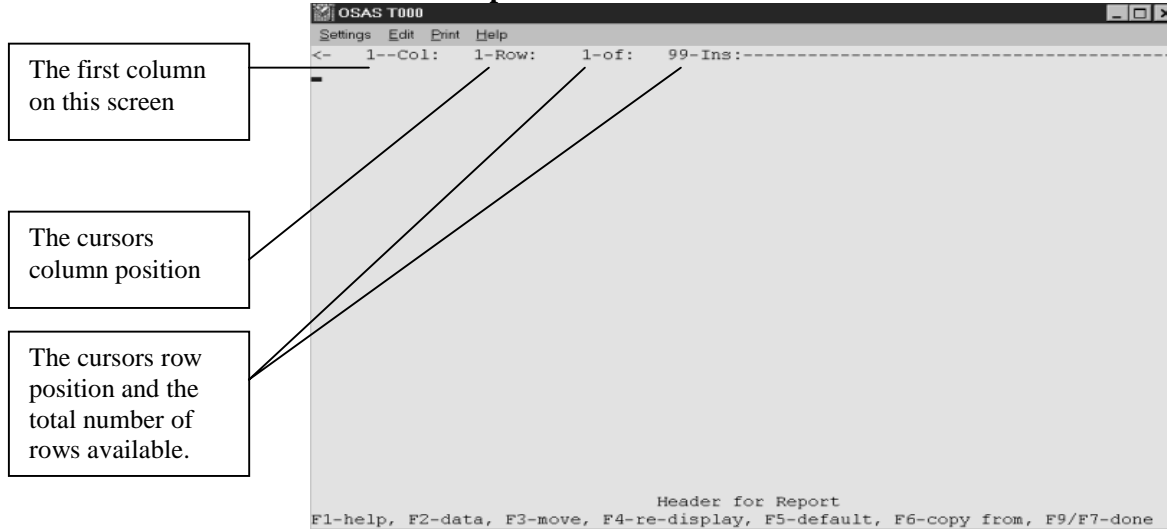 OSAS T000
Settings Edit Print Help
<- 1--Col: 1-Row: 1-of: 99-Ins:-----------------------------------------
The first column
on this screen
The cursors
column position
The cursors row
position and the
total number of
rows available.
Header for Report
F1-help, F2-data, F3-move, F4-re-display, F5-default, F6-copy from, F9/F7-done